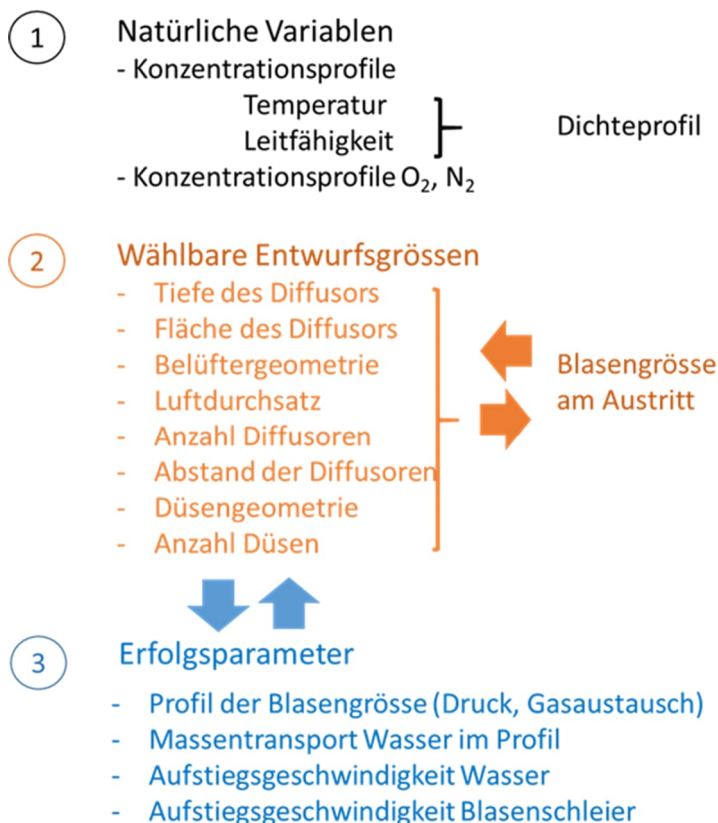 1 Natürliche Variablen
- Konzentrationsprofile
Temperatur
Leitfähigkeit
Dichteprofil
- Konzentrationsprofile O₂, N₂
2 Wählbare Entwurfsgrössen
- Tiefe des Diffusors
- Fläche des Diffusors
- Belüftergeometrie
- Luftdurchsatz
- Anzahl Diffusoren
- Abstand der Diffusoren
- Düsengeometrie
- Anzahl Düsen
Blasengrösse
am Austritt
3 Erfolgsparameter
- Profil der Blasengrösse (Druck, Gasaustausch)
- Massentransport Wasser im Profil
- Aufstiegsgeschwindigkeit Wasser
- Aufstiegsgeschwindigkeit Blasenschleier